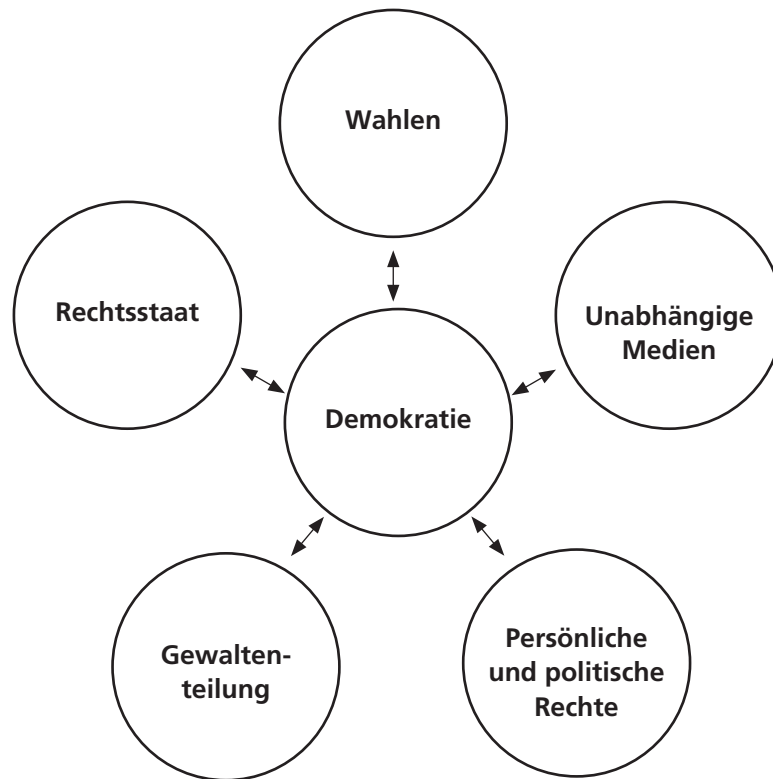 Wahlen
Rechtsstaat
Unabhängige
Medien
Demokratie
Gewalten-
teilung
Persönliche
und politische
Rechte